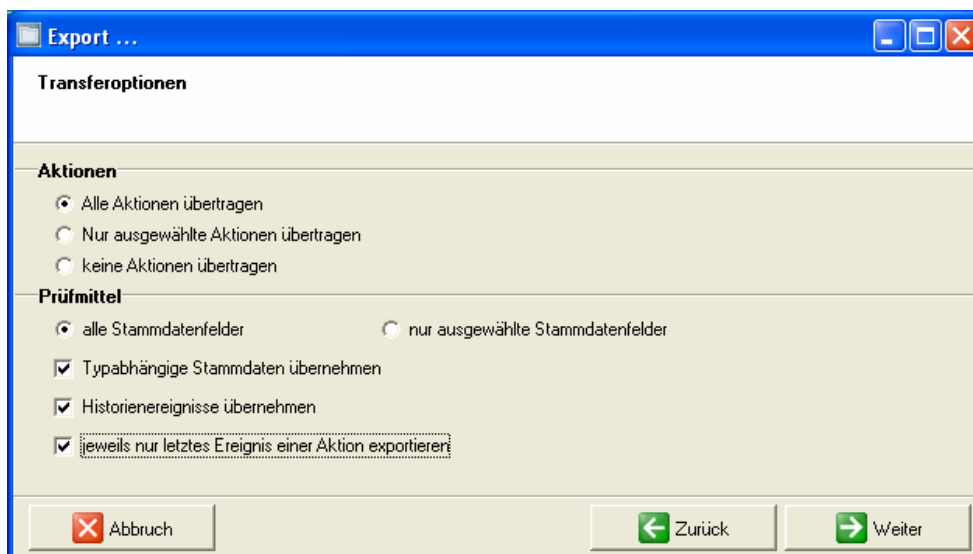 Export ...
Transferoptionen
Aktionen
Alle Aktionen übertragen
Nur ausgewählte Aktionen übertragen
keine Aktionen übertragen
Prüfmittel
alle Stammdatenfelder nur ausgewählte Stammdatenfelder
Typabhängige Stammdaten übernehmen
Historienereignisse übernehmen
jeweils nur letztes Ereignis einer Aktion exportieren
Abbruch Zurück Weiter